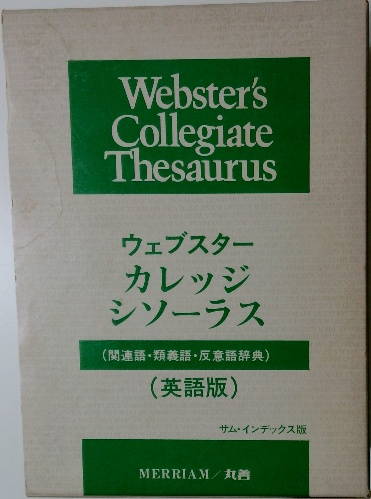 Webster's
Collegiate
Thesaurus
ウェブスター
カレッジ
シソーラス
(関連語・類義語・反意語辞典)
(英語版)
サム・インデックス版
MERRIAM/丸善